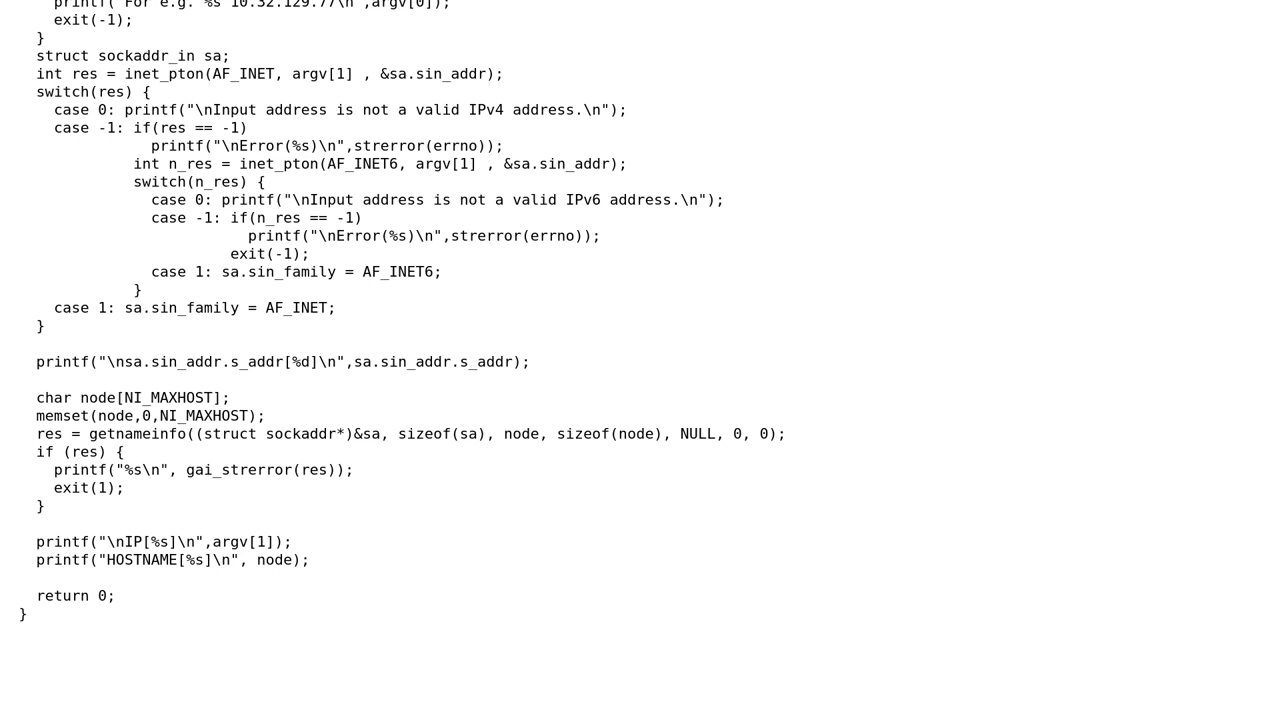 printf("For e.g. %s 10.32.129.77\n",argv[0]);
exit(-1);
}
struct sockaddr_in sa;
int res = inet_pton(AF_INET, argv[1] , &sa.sin_addr);
switch(res) {
case 0: printf("\nInput address is not a valid IPv4 address.\n");
case -1: if(res == -1)
printf("\nError(%s)\n",strerror(errno));
int n_res = inet_pton(AF_INET6, argv[1] , &sa.sin_addr);
switch(n_res) {
case 0: printf("\nInput address is not a valid IPv6 address.\n");
case -1: if(n_res == -1)
printf("\nError(%s)\n",strerror(errno));
exit(-1);
case 1: sa.sin_family = AF_INET6;
}
case 1: sa.sin_family = AF_INET;
}
printf("\nsa.sin_addr.s_addr[%d]\n",sa.sin_addr.s_addr);
char node[NI_MAXHOST];
memset(node,0,NI_MAXHOST);
res = getnameinfo((struct sockaddr*)&sa, sizeof(sa), node, sizeof(node), NULL, 0, 0);
if (res) {
printf("%s\n", gai_strerror(res));
exit(1);
}
printf("\nIP[%s]\n",argv[1]);
printf("HOSTNAME[%s]\n", node);
return 0;
}